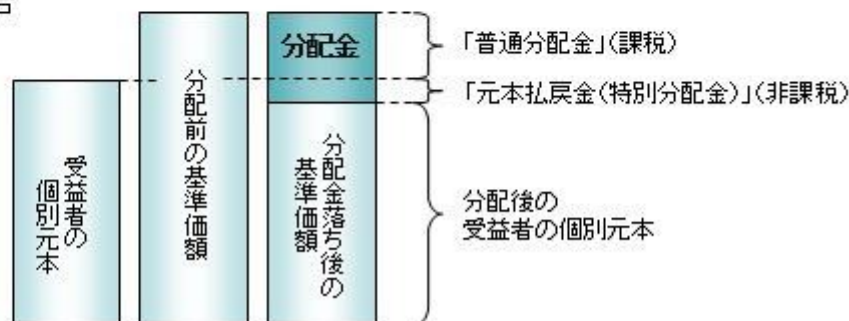 分配金
「普通分配金」(課税)
「元本払戻金(特別分配金)」(非課税)
受益者の
個別元本
分配前の基準価額
分配金落ち後の
基準価額
分配後の
受益者の個別元本